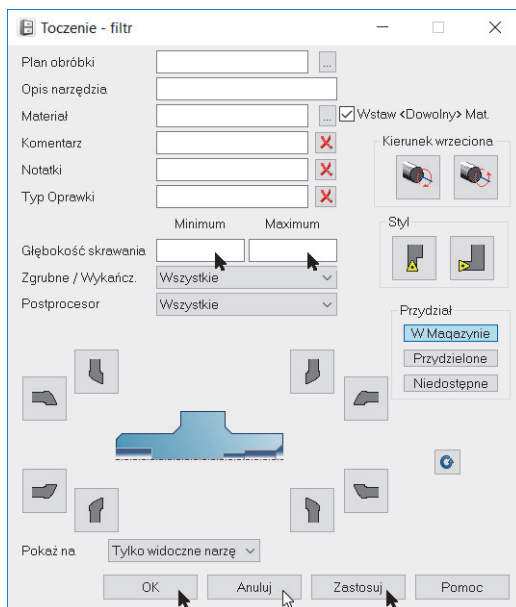 Toczenie - filtr
Plan obróbki ...
Opis narzędzia
Materiał ... Wstaw <Dowolny> Mat.
Komentarz
Kierunek wrzeciona
Notatki
Typ Oprawki
Minimum Maximum
Styl
Głębokość skrawania
Zgrubne / Wykańcz. Wszystkie
Postprocesor Wszystkie
Przydział
W Magazynie
Przydzielone
Niedostępne
Pokaż na Tylko widoczne narzę
OK Anuluj Zastosuj Pomoc